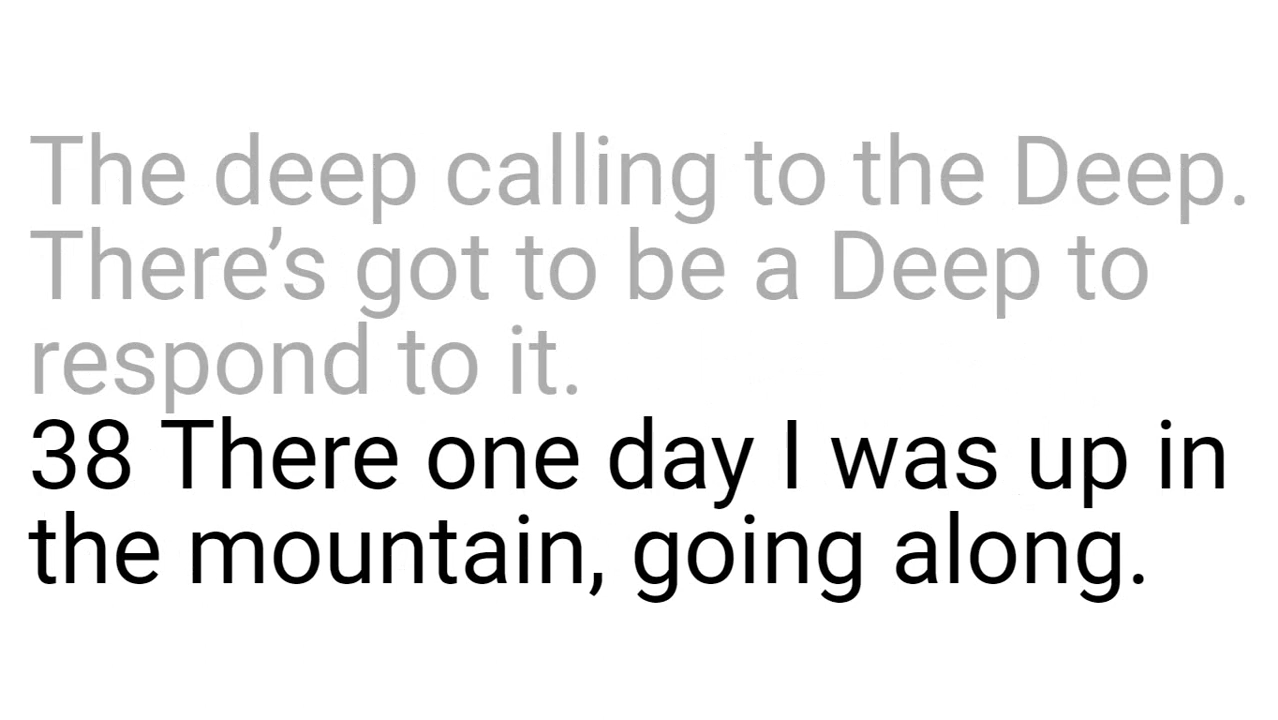 The deep calling to the Deep.
There’s got to be a Deep to
respond to it.
38 There one day I was up in
the mountain, going along.